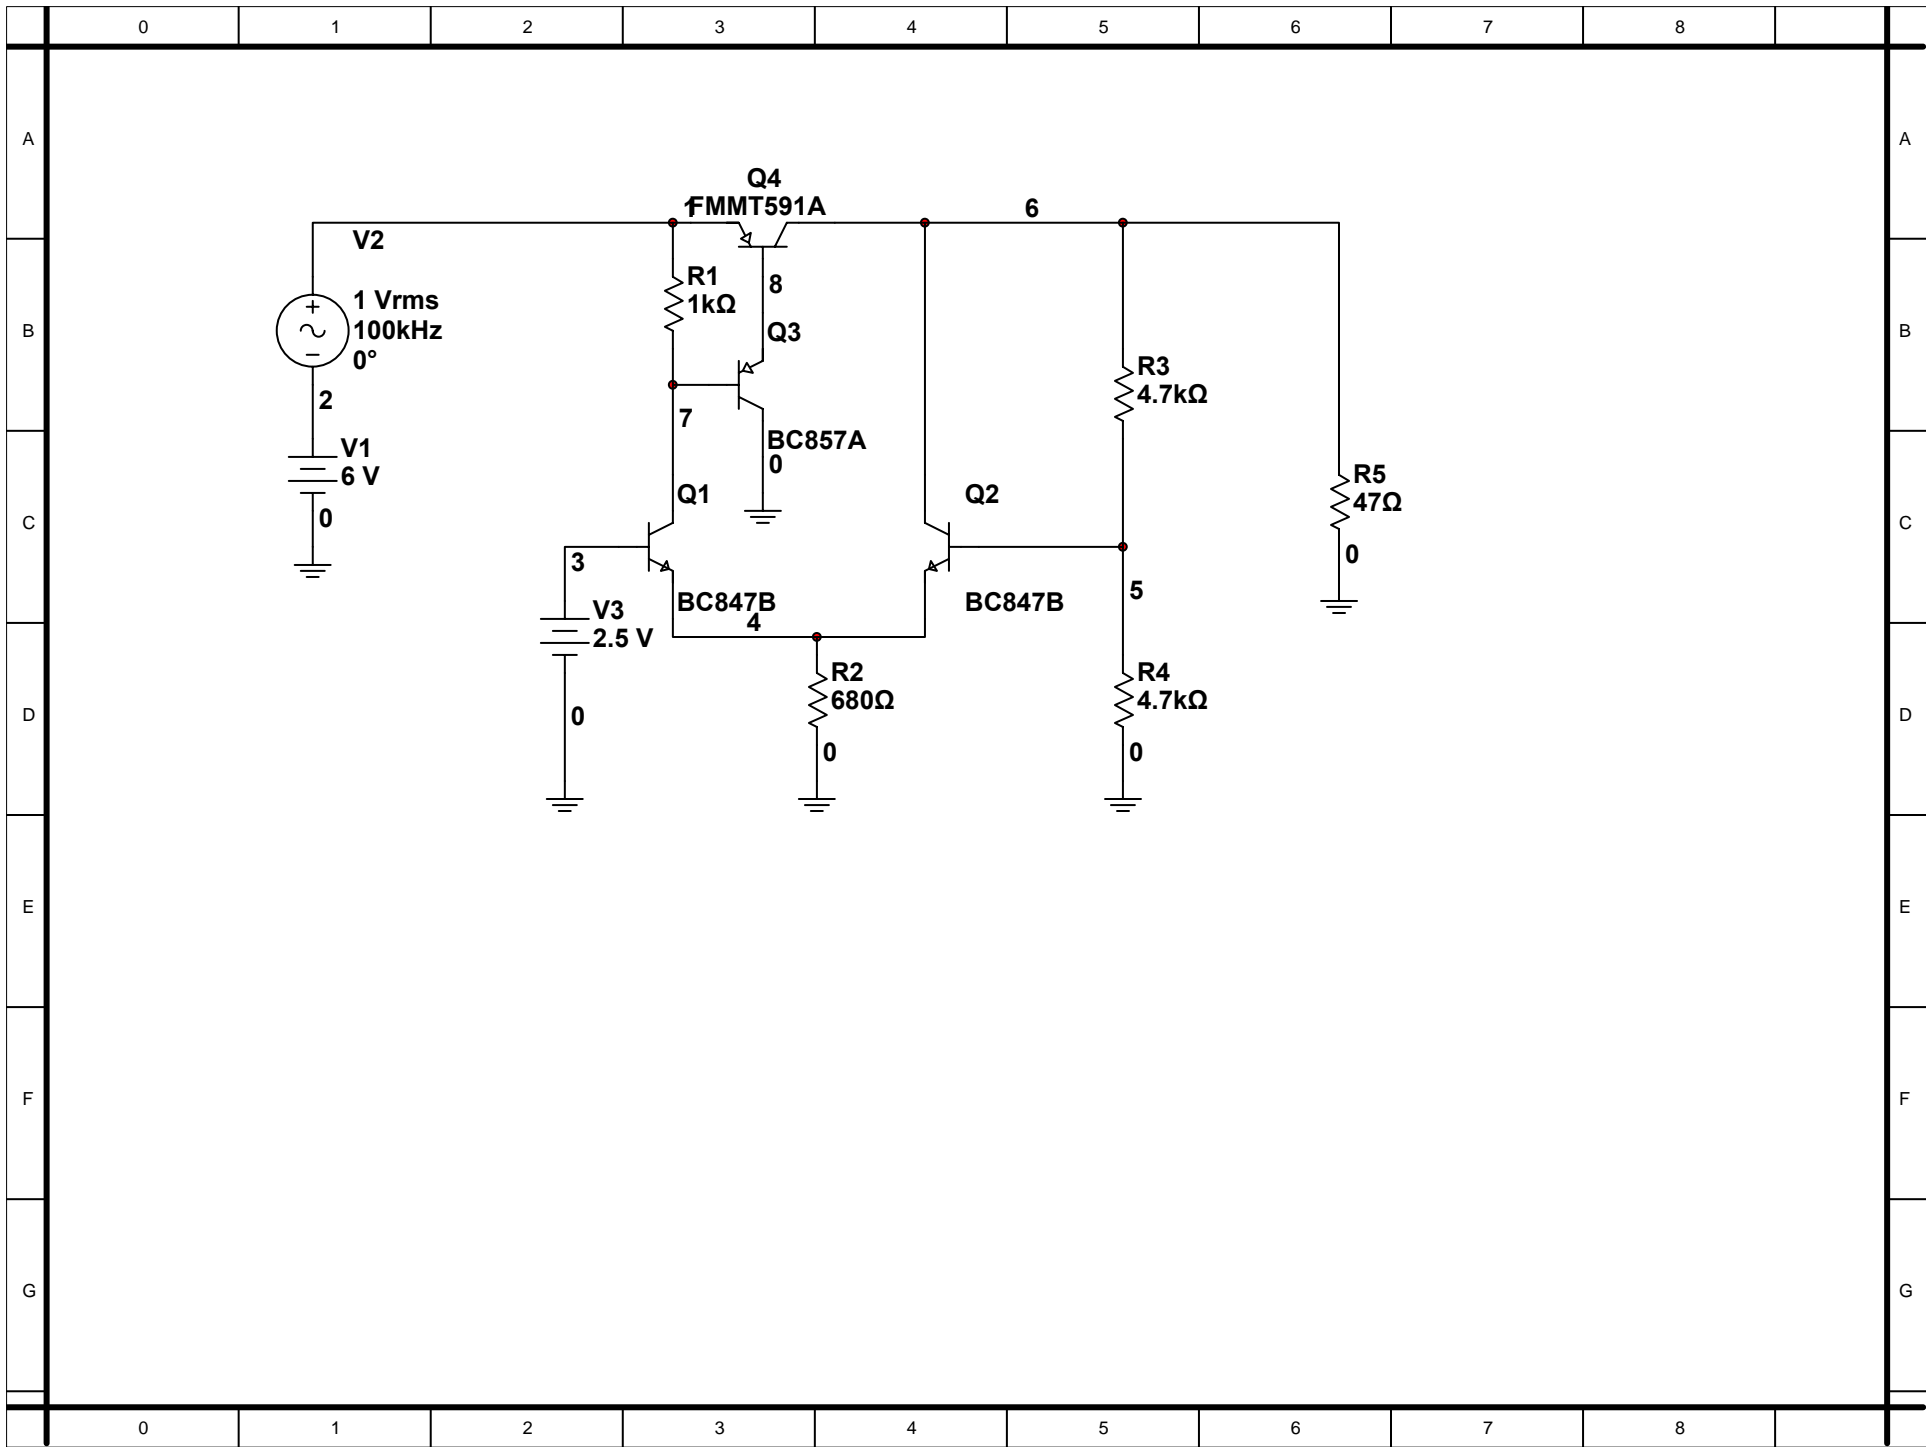 0 1 2 3 4 5 6 7 8
A A
Q4
1 FMMT591A
6
V2
R1
1kΩ
8
1 Vrms
100kHz
0°
Q3
B B
R3
4.7kΩ
2
7
BC857A
0
V1
6 V
R5
47Ω
Q1
Q2
0
C C
3
0
5
BC847B
BC847B
V3
2.5 V
4
R2
680Ω
R4
4.7kΩ
D D
0
0
0
E E
F F
G G
0 1 2 3 4 5 6 7 8